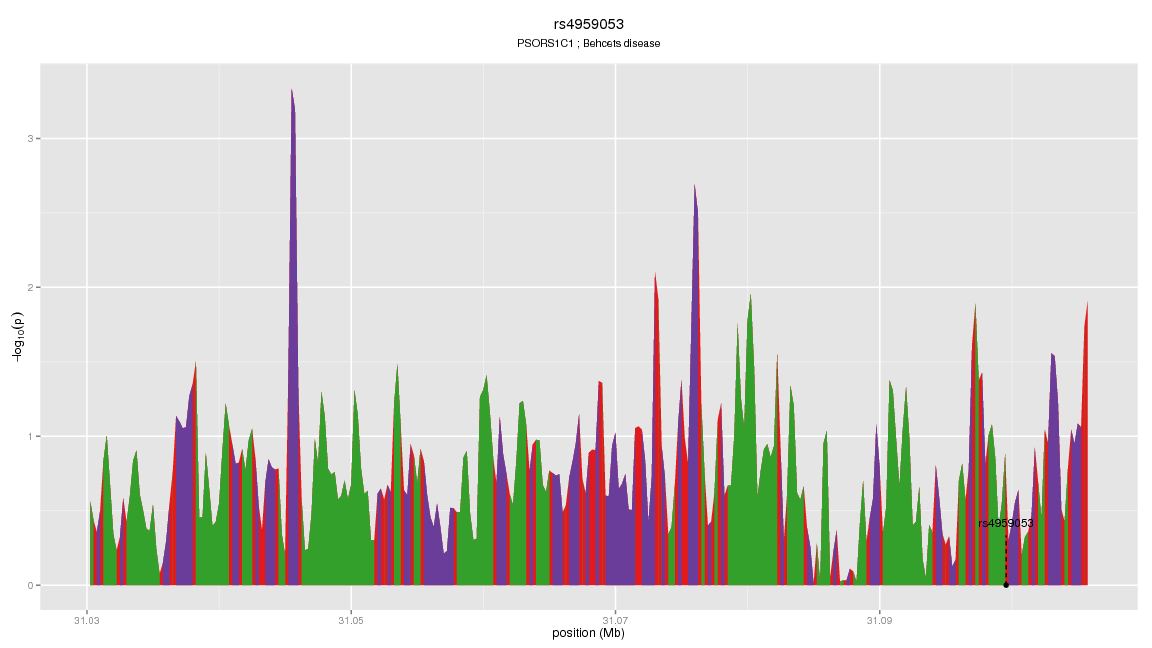 rs4959053
PSORS1C1 ; Behcets disease
3
2
1
0
−log10(p)
rs4959053
31.03
31.05
31.07
31.09
position (Mb)